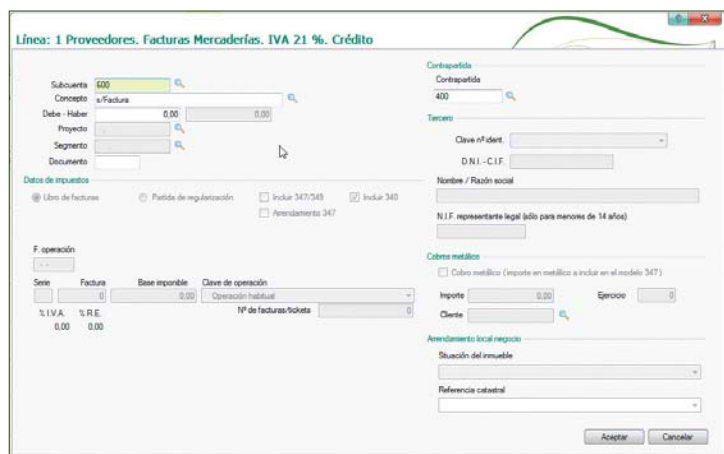 Línea: 1 Proveedores. Facturas Mercaderías. IVA 21 %. Crédito
Subcuenta 600
Concepto s/Factura
Debe - Haber 0,00 0,00
Proyecto
Segmento
Documento
Datos de impuestos
Libro de facturas Partida de regularización Incluir 347/349 Incluir 340
Arrendamiento 347
F. operación
- -
Serie Factura Base imponible Clave de operación
0 0,00 Operación habitual
% I.V.A. % R.E. Nº de facturas/tickets 0
0,00 0,00
Contrapartida
Contrapartida
400
Tercero
Clave nº ident.
D.N.I. - C.I.F.
Nombre / Razón social
N.I.F. representante legal (sólo para menores de 14 años)
Cobros metálico
Cobro metálico (importe en metálico a incluir en el modelo 347)
Importe 0,00 Ejercicio 0
Cliente
Arrendamiento local negocio
Situación del inmueble
Referencia catastral
Aceptar Cancelar